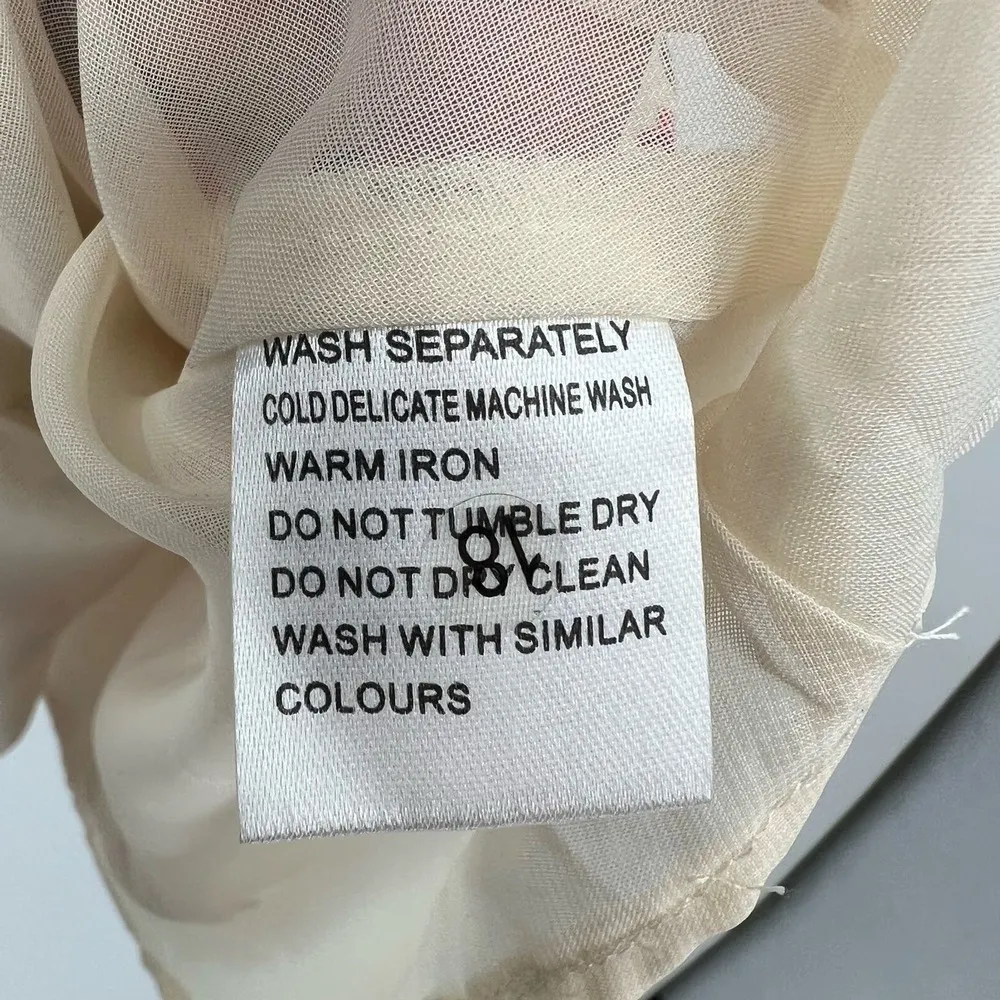 WASH SEPARATELY
COLD DELICATE MACHINE WASH
WARM IRON
DO NOT TUMBLE DRY
DO NOT DRY CLEAN
WASH WITH SIMILAR
COLOURS
18